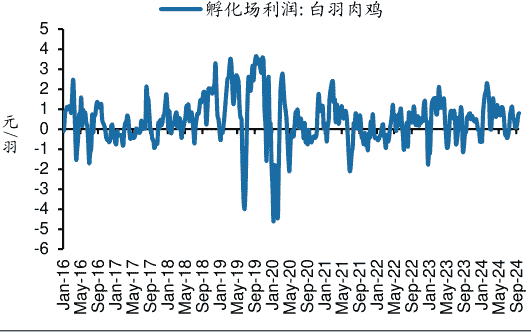 孵化场利润: 白羽肉鸡
元/羽
5
4
3
2
1
0
-1
-2
-3
-4
-5
-6
Jan-16
May-16
Sep-16
Jan-17
May-17
Sep-17
Jan-18
May-18
Sep-18
Jan-19
May-19
Sep-19
Jan-20
May-20
Sep-20
Jan-21
May-21
Sep-21
Jan-22
May-22
Sep-22
Jan-23
May-23
Sep-23
Jan-24
May-24
Sep-24